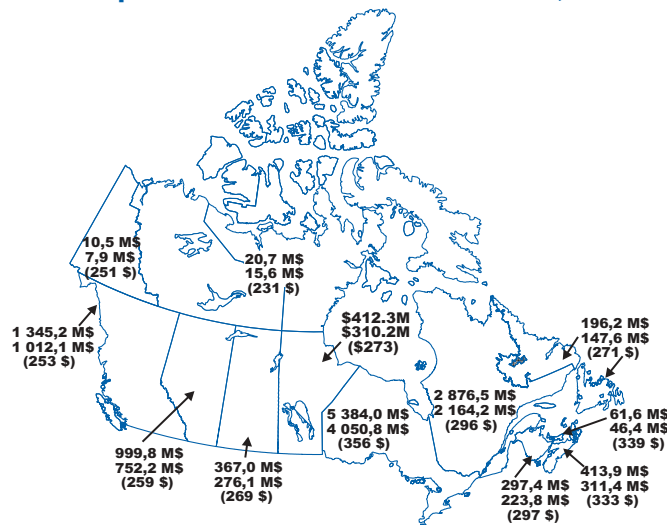 10,5 M$
7,9 M$
(251 $)
20,7 M$
15,6 M$
(231 $)
$412.3M
$310.2M
($273)
196,2 M$
147,6 M$
(271 $)
1 345,2 M$
1 012,1 M$
(253 $)
2 876,5 M$
2 164,2 M$
(296 $)
5 384,0 M$
4 050,8 M$
(356 $)
61,6 M$
46,4 M$
(339 $)
999,8 M$
752,2 M$
(259 $)
367,0 M$
276,1 M$
(269 $)
297,4 M$
223,8 M$
(297 $)
413,9 M$
311,4 M$
(333 $)